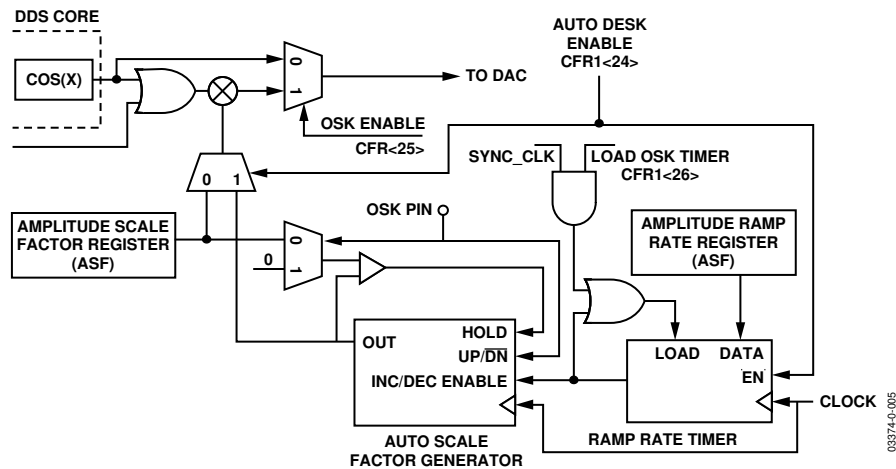 DDS CORE
COS(X)
0
1
TO DAC
OSK ENABLE
CFR<25>
AUTO DESK
ENABLE
CFR1<24>
SYNC_CLK
LOAD OSK TIMER
CFR1<26>
0 1
AMPLITUDE SCALE
FACTOR REGISTER
(ASF)
OSK PIN
0
1
0
AMPLITUDE RAMP
RATE REGISTER
(ASF)
OUT
HOLD
UP/DN
INC/DEC ENABLE
LOAD DATA
EN
CLOCK
RAMP RATE TIMER
AUTO SCALE
FACTOR GENERATOR
03374-0-005